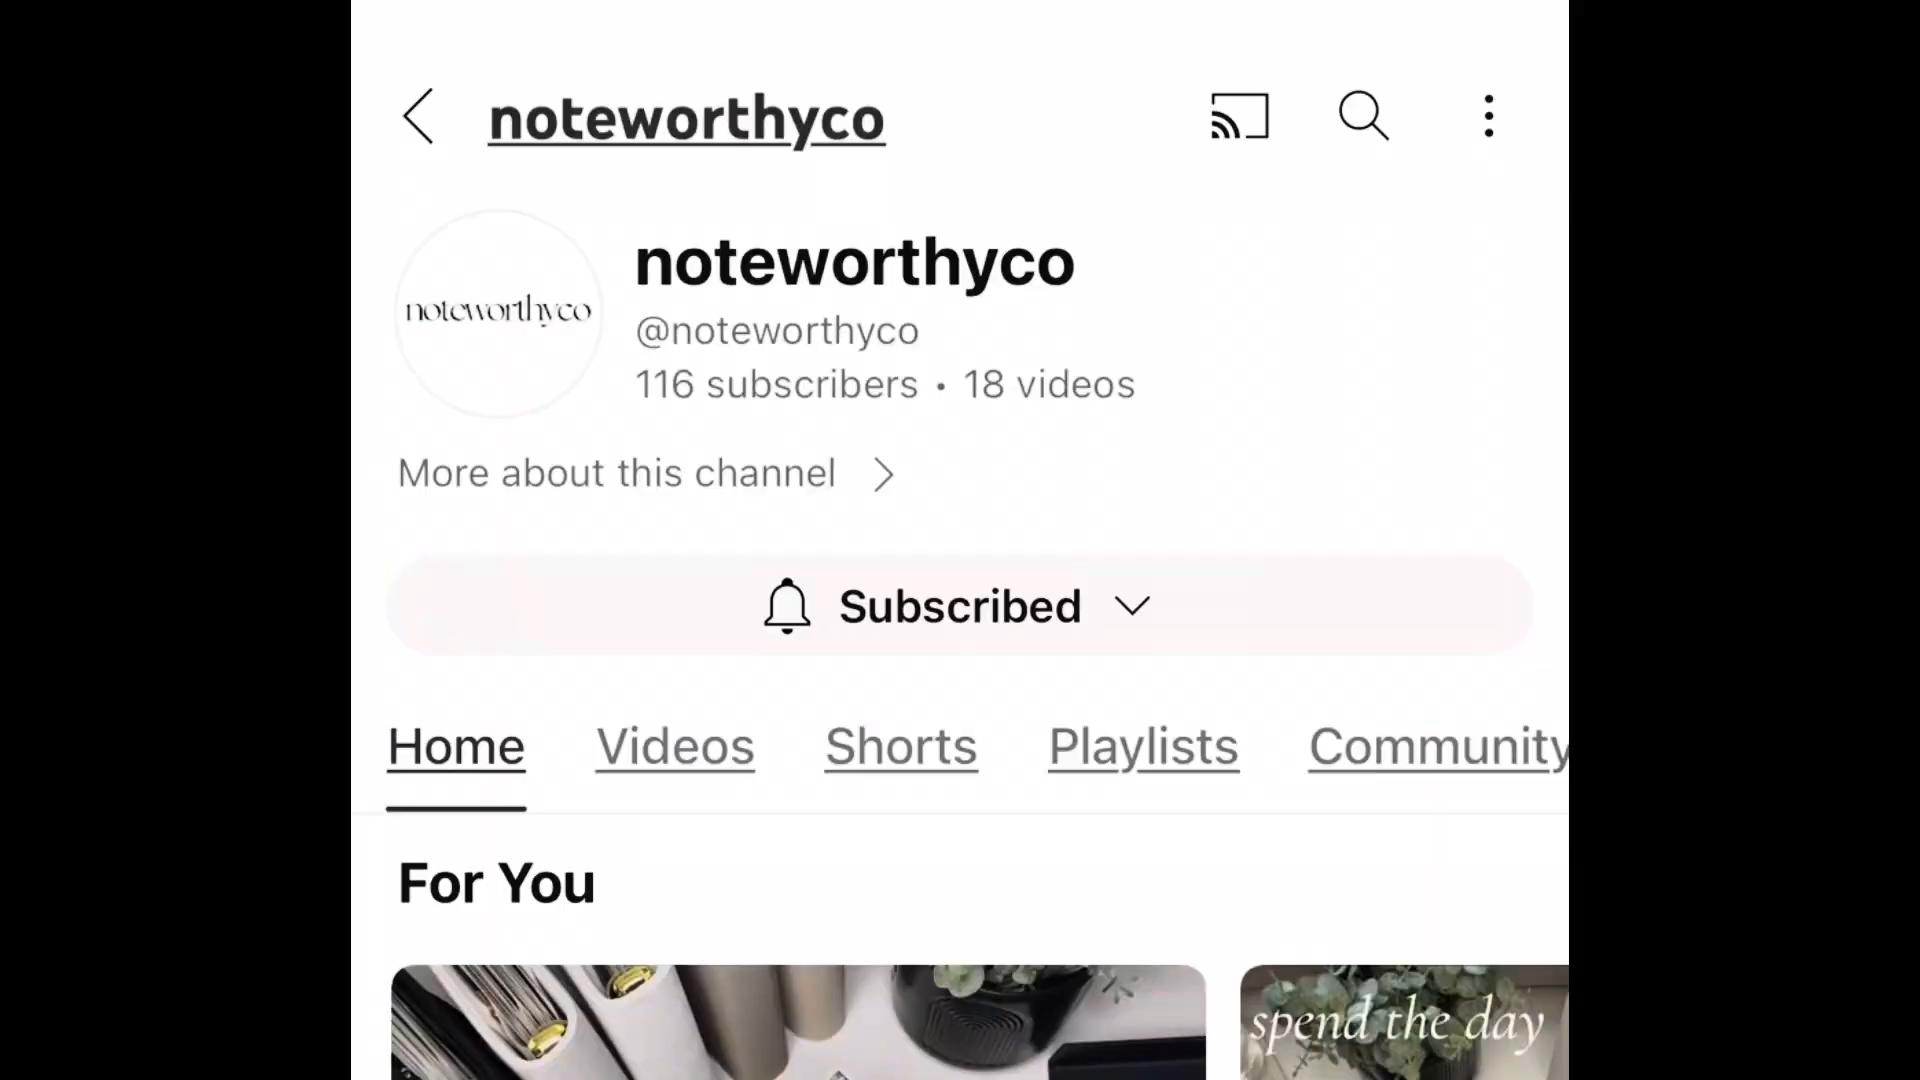 noteworthyco
noteworthyco
noteworthyco
@noteworthyco
116 subscribers • 18 videos
More about this channel
Subscribed
Home Videos Shorts Playlists Community
For You
spend the day